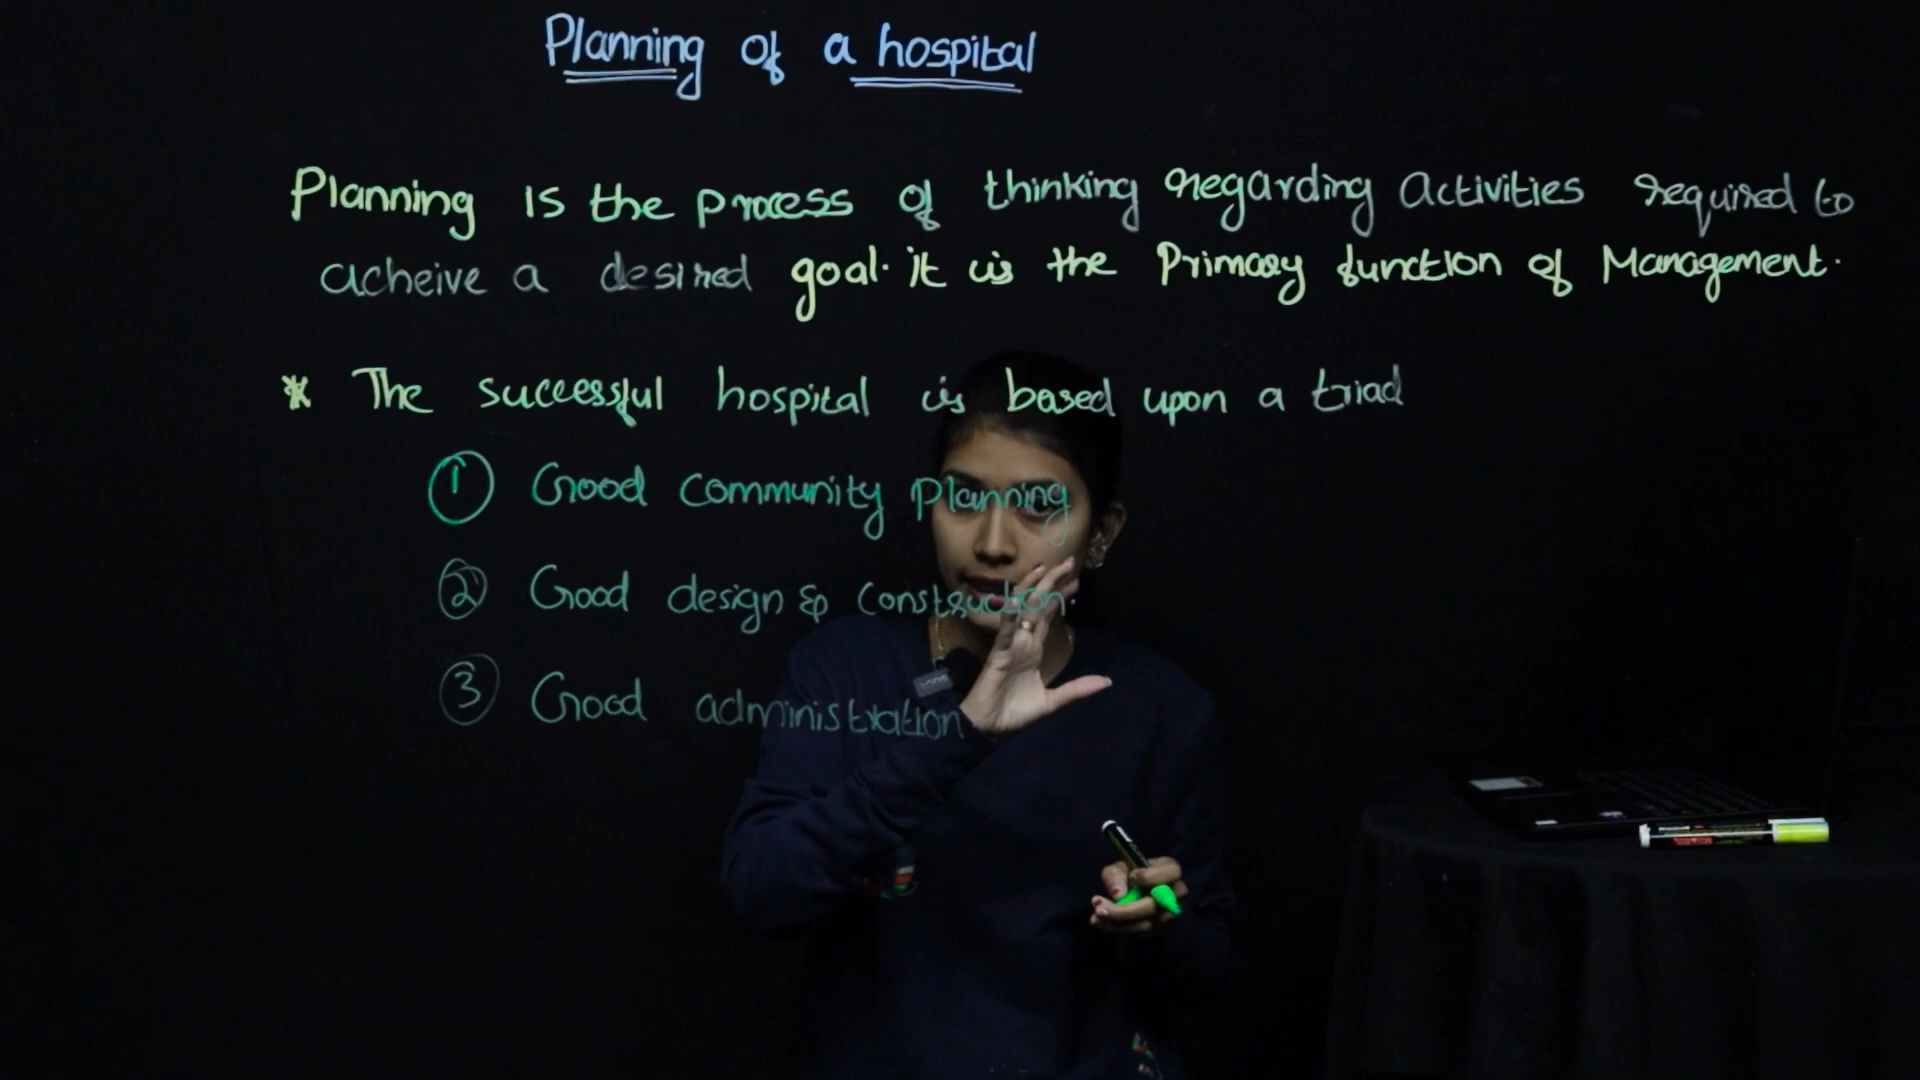 Planning of a hospital
Planning is the process of thinking regarding activities required to
acheive a desired goal. it is the Primary function of Management.
* The successful hospital is based upon a triad
① Good community planning
② Good design & construction.
③ Good administration